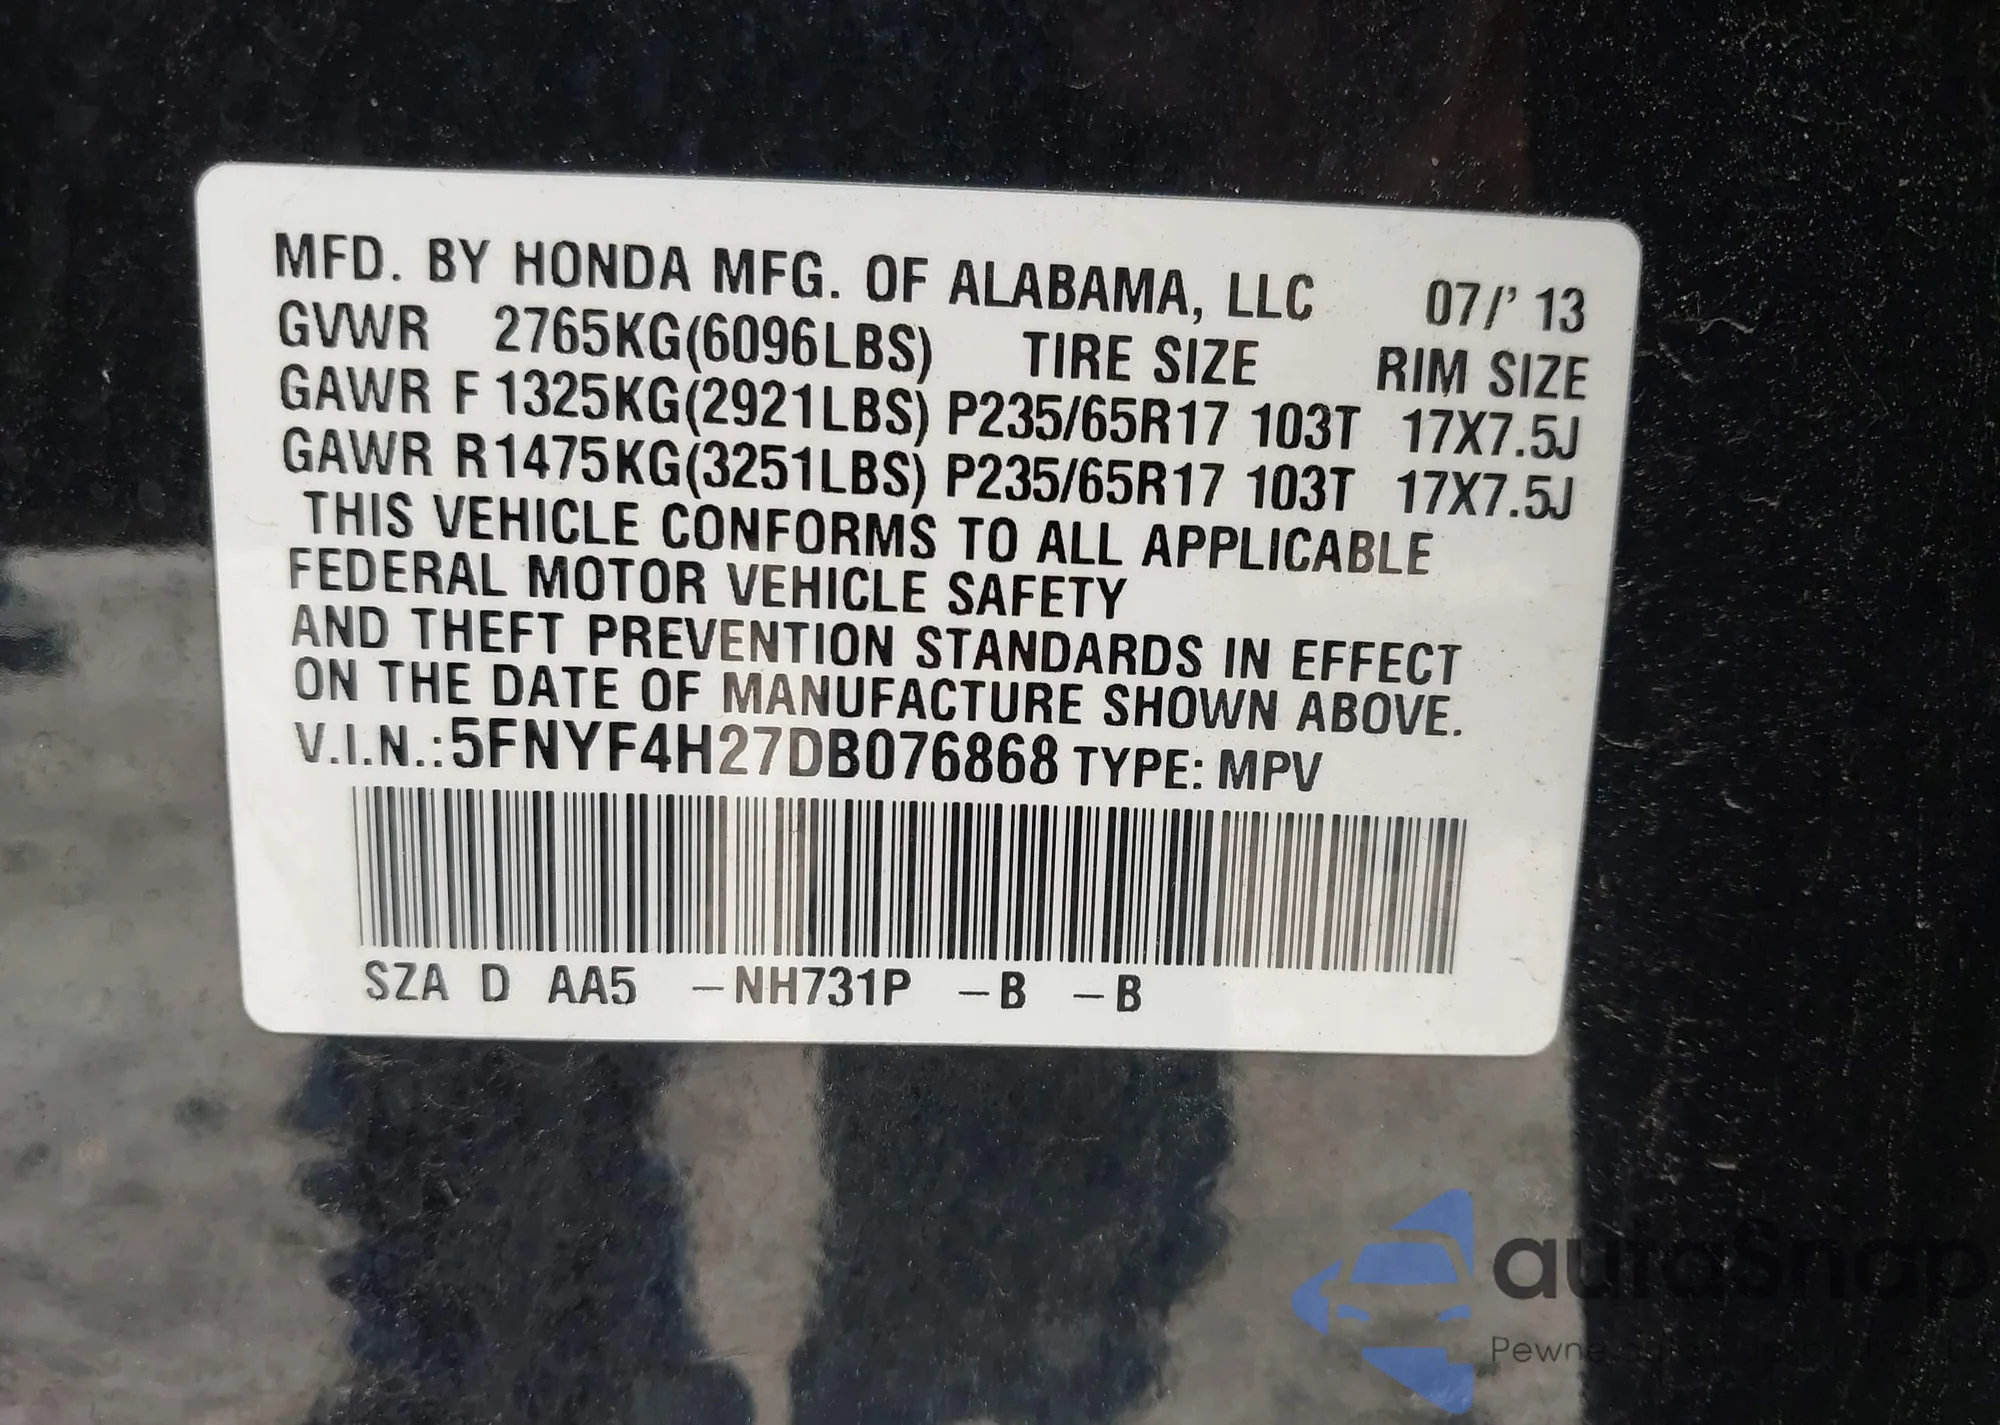 MFD. BY HONDA MFG. OF ALABAMA, LLC 07/' 13
GVWR 2765KG(6096LBS) TIRE SIZE RIM SIZE
GAWR F 1325KG(2921LBS) P235/65R17 103T 17X7.5J
GAWR R1475KG(3251LBS) P235/65R17 103T 17X7.5J
THIS VEHICLE CONFORMS TO ALL APPLICABLE
FEDERAL MOTOR VEHICLE SAFETY
AND THEFT PREVENTION STANDARDS IN EFFECT
ON THE DATE OF MANUFACTURE SHOWN ABOVE.
V.I.N.:5FNYF4H27DB076868 TYPE: MPV
SZA D AA5 –NH731P –B –B
autaSnap
Pewne